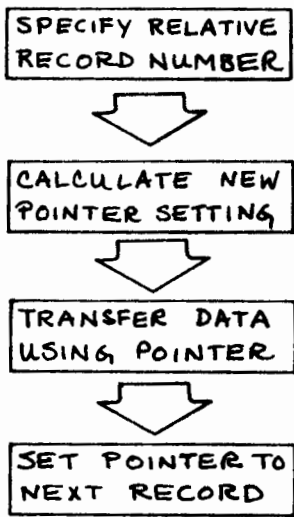 SPECIFY RELATIVE
RECORD NUMBER
CALCULATE NEW
POINTER SETTING
TRANSFER DATA
USING POINTER
SET POINTER TO
NEXT RECORD